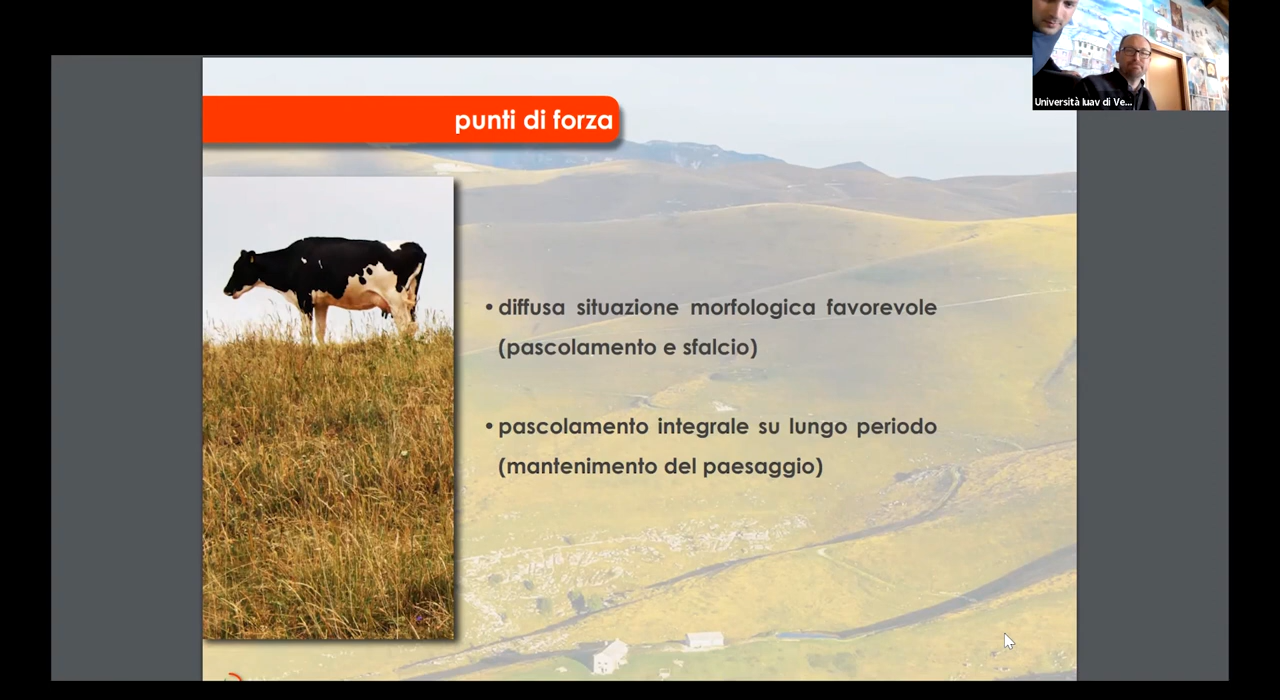 Università Iuav di Ve...
punti di forza
• diffusa situazione morfologica favorevole
(pascolamento e sfalcio)
• pascolamento integrale su lungo periodo
(mantenimento del paesaggio)